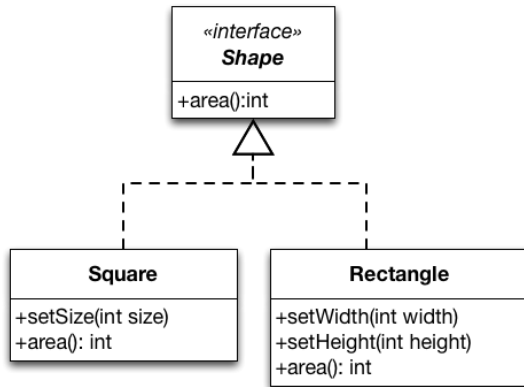 «interface»
Shape
+area():int
Square
+setSize(int size)
+area(): int
Rectangle
+setWidth(int width)
+setHeight(int height)
+area(): int